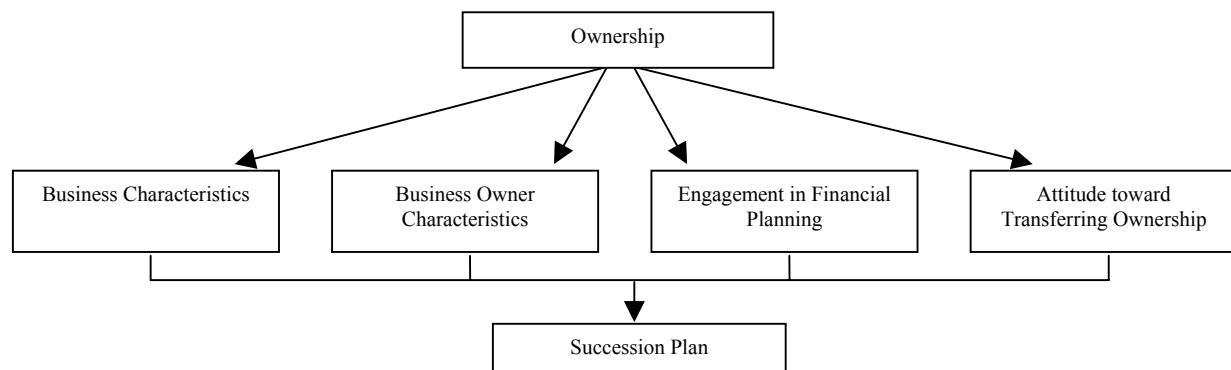 Ownership
Business Characteristics
Business Owner
Characteristics
Engagement in Financial
Planning
Attitude toward
Transferring Ownership
Succession Plan